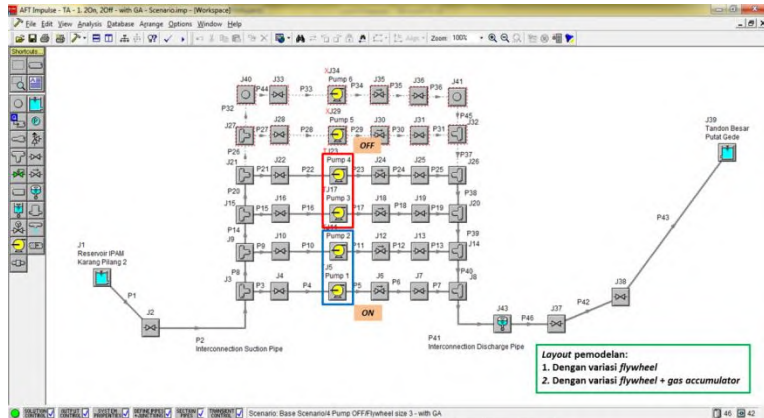 AFT Impulse - TA - 1. 2On, 2Off - with GA - Scenario.imp - [Workspace]
File Edit View Analysis Database Arrange Options Window Help
Zoom: 100%
Shortcuts...
XJ34
J40 J33 Pump 6 J35 J36 J41
P44 P33 P34 P35 P36
P32 XJ29 P45
J28 Pump 5 J30 J31 J32
J27 P27 P28 P29 P30 P31
P26 OFF P37
J21 J22 TJ23 J24 J25 J26
Pump 4
P21 P22 P23 P24 P25
P20 P38
J15 J16 TJ17 J18 J19 J20
Pump 3
P15 P16 P17 P18 P19
P14 P39
J9 J10 Pump 2 J12 J13 J14
P9 P10 P11 P12 P13
P8 P40
J3 J4 TJ5 J6 J7 J8
Pump 1
P3 P4 P5 P6 P7
ON
J39
Tandon Besar
Putat Gede
P43
J1
Reservoir IPAM
Karang Pilang 2
P1
J2
P2
Interconnection Suction Pipe
P41
Interconnection Discharge Pipe
J43 P46 J37 P42 J38
Layout pemodelan:
1. Dengan variasi flywheel
2. Dengan variasi flywheel + gas accumulator
Scenario: Base Scenario/4 Pump OFF/Flywheel size 3 - with GA
46 42